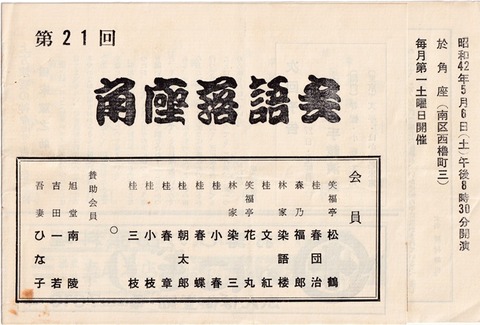 昭和42年5月6日(土)午後8時30分開演
於角座(南区西櫓町三)
毎月第一土曜日開催
第21回
角座落語会
会員
笑福亭松鶴
桂春団治
森乃福郎
林家染語楼
桂文紅
笑福亭花丸
林家染三
桂小春
桂春蝶
桂朝太郎
桂春章
桂小枝
桂三枝
○
賛助会員
旭堂南陵
吉田一若
吾妻ひな子